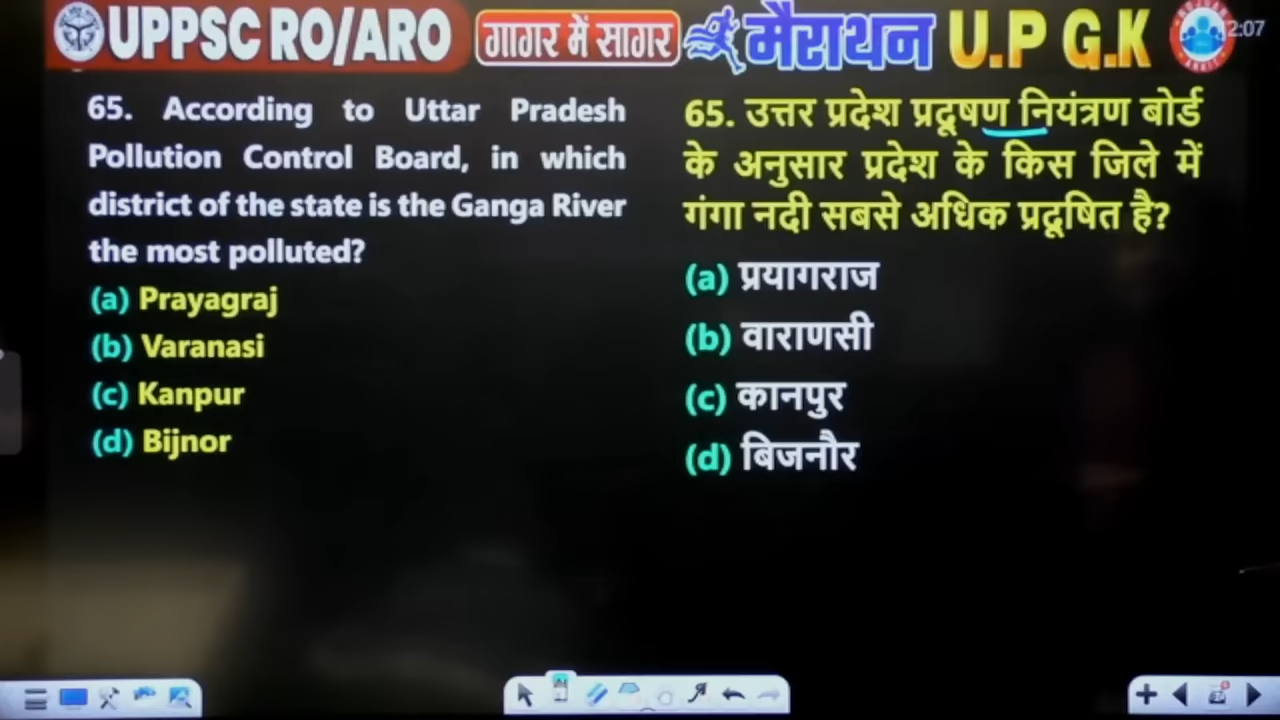 UPPSC RO/ARO गागर में सागर मैराथन U.P G.K
2:07
65. According to Uttar Pradesh
Pollution Control Board, in which
district of the state is the Ganga River
the most polluted?
(a) Prayagraj
(b) Varanasi
(c) Kanpur
(d) Bijnor
65. उत्तर प्रदेश प्रदूषण नियंत्रण बोर्ड
के अनुसार प्रदेश के किस जिले में
गंगा नदी सबसे अधिक प्रदूषित है?
(a) प्रयागराज
(b) वाराणसी
(c) कानपुर
(d) बिजनौर